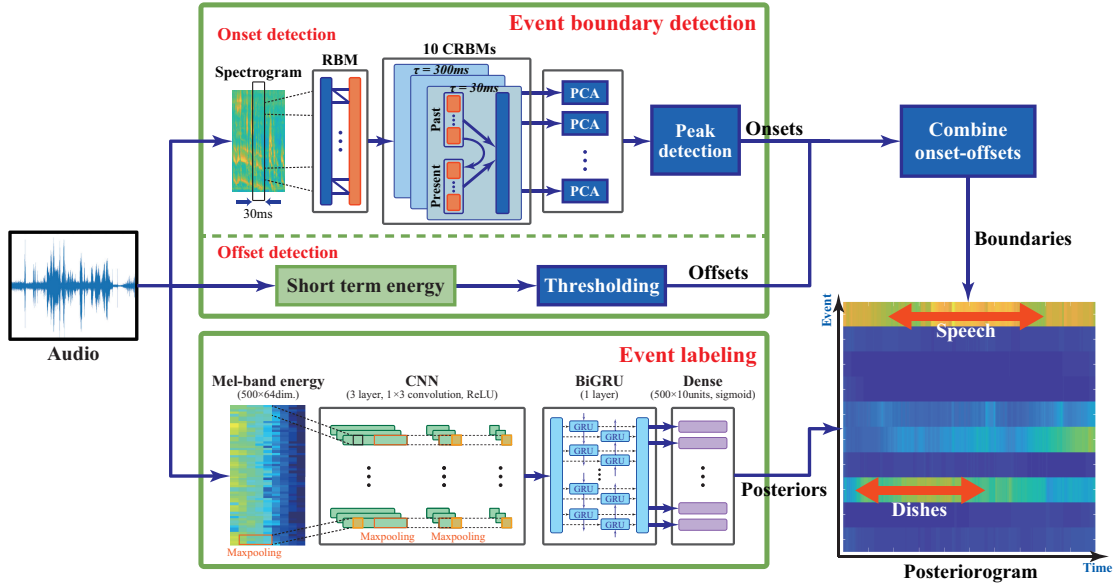 Event boundary detection
Onset detection
Spectrogram
30ms
RBM
10 CRBMs
τ = 300ms
τ = 30ms
Past
Present
PCA
PCA
PCA
Peak
detection
Onsets
Combine
onset-offsets
Boundaries
Offset detection
Short term energy
Thresholding
Offsets
Audio
Event labeling
Mel-band energy
(500×64dim.)
Maxpooling
CNN
(3 layer, 1×3 convolution, ReLU)
Maxpooling
Maxpooling
BiGRU
(1 layer)
GRU
GRU
GRU
GRU
GRU
GRU
GRU
GRU
Dense
(500×10units, sigmoid)
Posteriors
Event
Speech
Dishes
Time
Posteriorogram